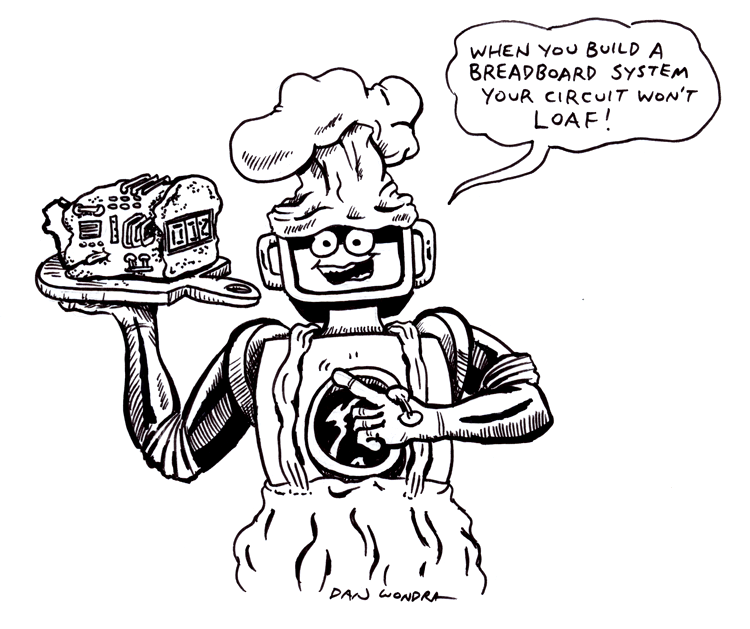 WHEN YOU BUILD A
BREADBOARD SYSTEM
YOUR CIRCUIT WON'T
LOAF!
DAN WONDRA